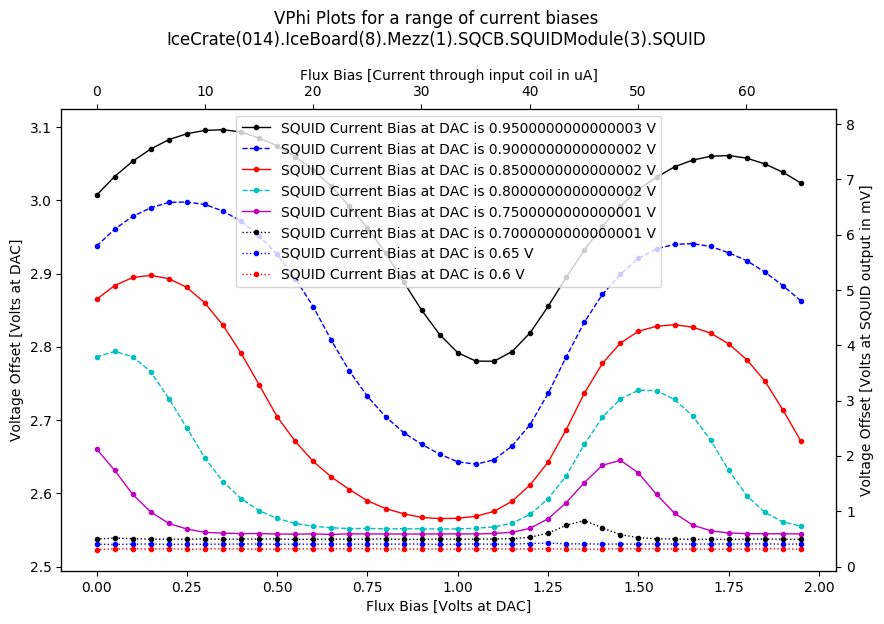 VPhi Plots for a range of current biases
IceCrate(014).IceBoard(8).Mezz(1).SQCB.SQUIDModule(3).SQUID
Flux Bias [Current through input coil in uA]
0 10 20 30 40 50 60
SQUID Current Bias at DAC is 0.9500000000000003 V
SQUID Current Bias at DAC is 0.9000000000000002 V
SQUID Current Bias at DAC is 0.8500000000000002 V
SQUID Current Bias at DAC is 0.8000000000000002 V
SQUID Current Bias at DAC is 0.7500000000000001 V
SQUID Current Bias at DAC is 0.7000000000000001 V
SQUID Current Bias at DAC is 0.65 V
SQUID Current Bias at DAC is 0.6 V
Voltage Offset [Volts at DAC]
3.1
3.0
2.9
2.8
2.7
2.6
2.5
Voltage Offset [Volts at SQUID output in mV]
8
7
6
5
4
3
2
1
0
0.00 0.25 0.50 0.75 1.00 1.25 1.50 1.75 2.00
Flux Bias [Volts at DAC]